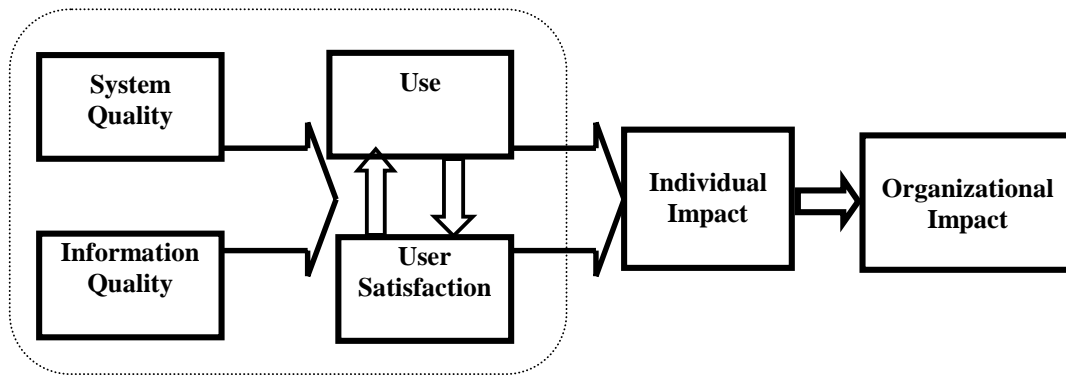 System
Quality
Use
Information
Quality
User
Satisfaction
Individual
Impact
Organizational
Impact